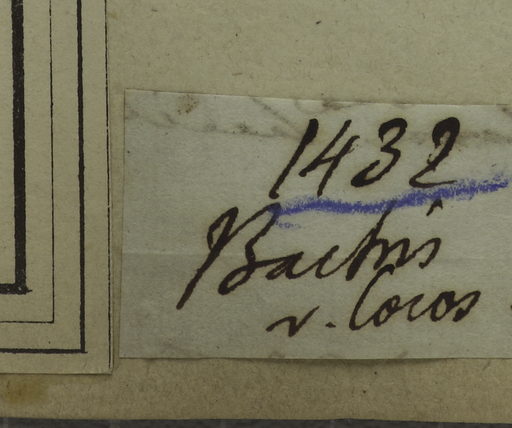 1432
Bactris
v. Cocos